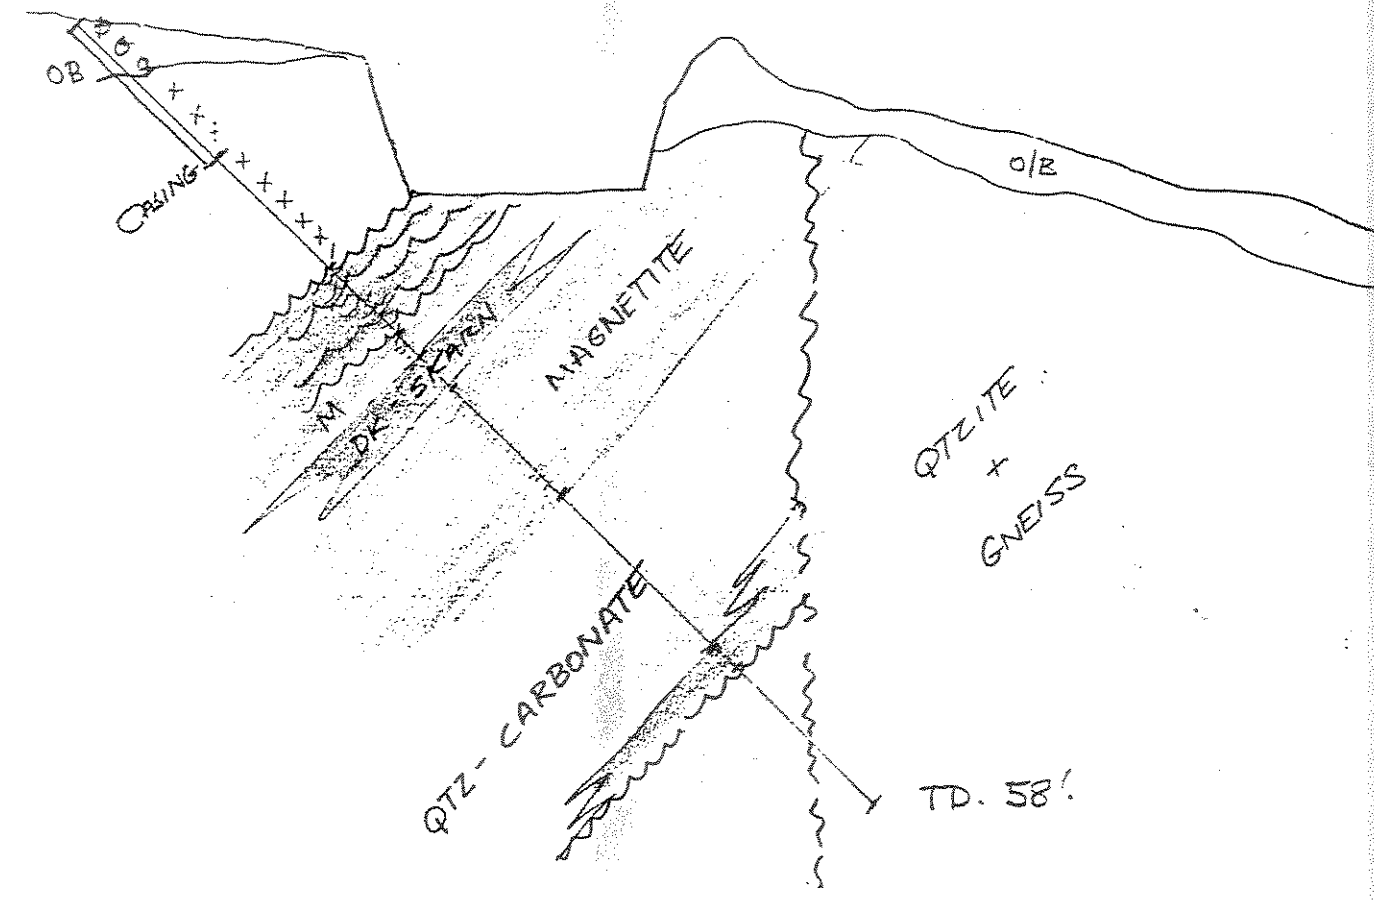 OB
CASING
O/B
MAGNETITE
M
DK - SKARN
QTZITE
+
GNEISS
QTZ - CARBONATE
TD. 58'.